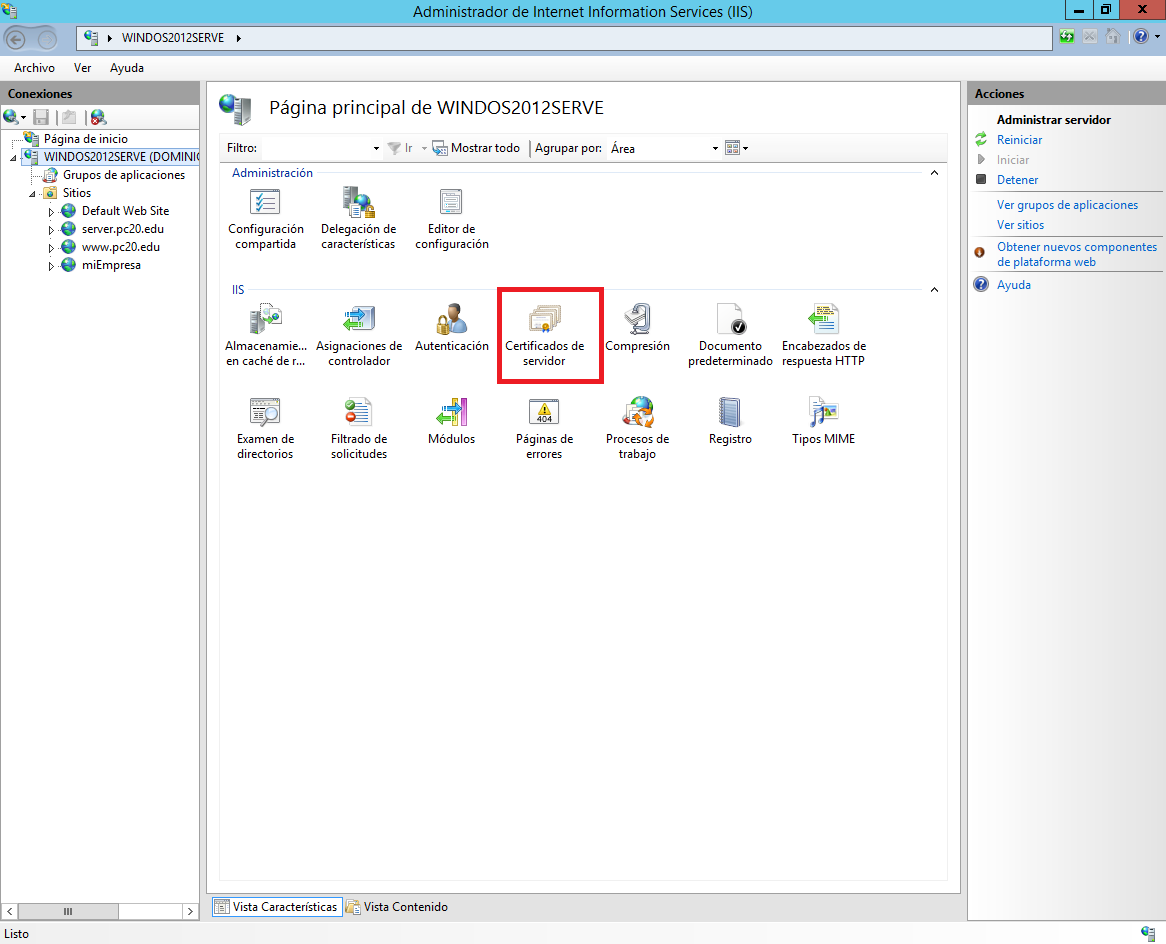 Administrador de Internet Information Services (IIS)
WINDOS2012SERVE
Archivo Ver Ayuda
Conexiones
Página de inicio
WINDOS2012SERVE (DOMINIC
Grupos de aplicaciones
Sitios
Default Web Site
server.pc20.edu
www.pc20.edu
miEmpresa
Página principal de WINDOS2012SERVE
Filtro: Ir Mostrar todo Agrupar por: Área
Administración
Configuración compartida
Delegación de características
Editor de configuración
IIS
Almacenamie... en caché de r...
Asignaciones de controlador
Autenticación
Certificados de servidor
Compresión
Documento predeterminado
Encabezados de respuesta HTTP
Examen de directorios
Filtrado de solicitudes
Módulos
404
Páginas de errores
Procesos de trabajo
Registro
Tipos MIME
Vista Características Vista Contenido
Acciones
Administrar servidor
Reiniciar
Iniciar
Detener
Ver grupos de aplicaciones
Ver sitios
Obtener nuevos componentes
de plataforma web
Ayuda
Listo